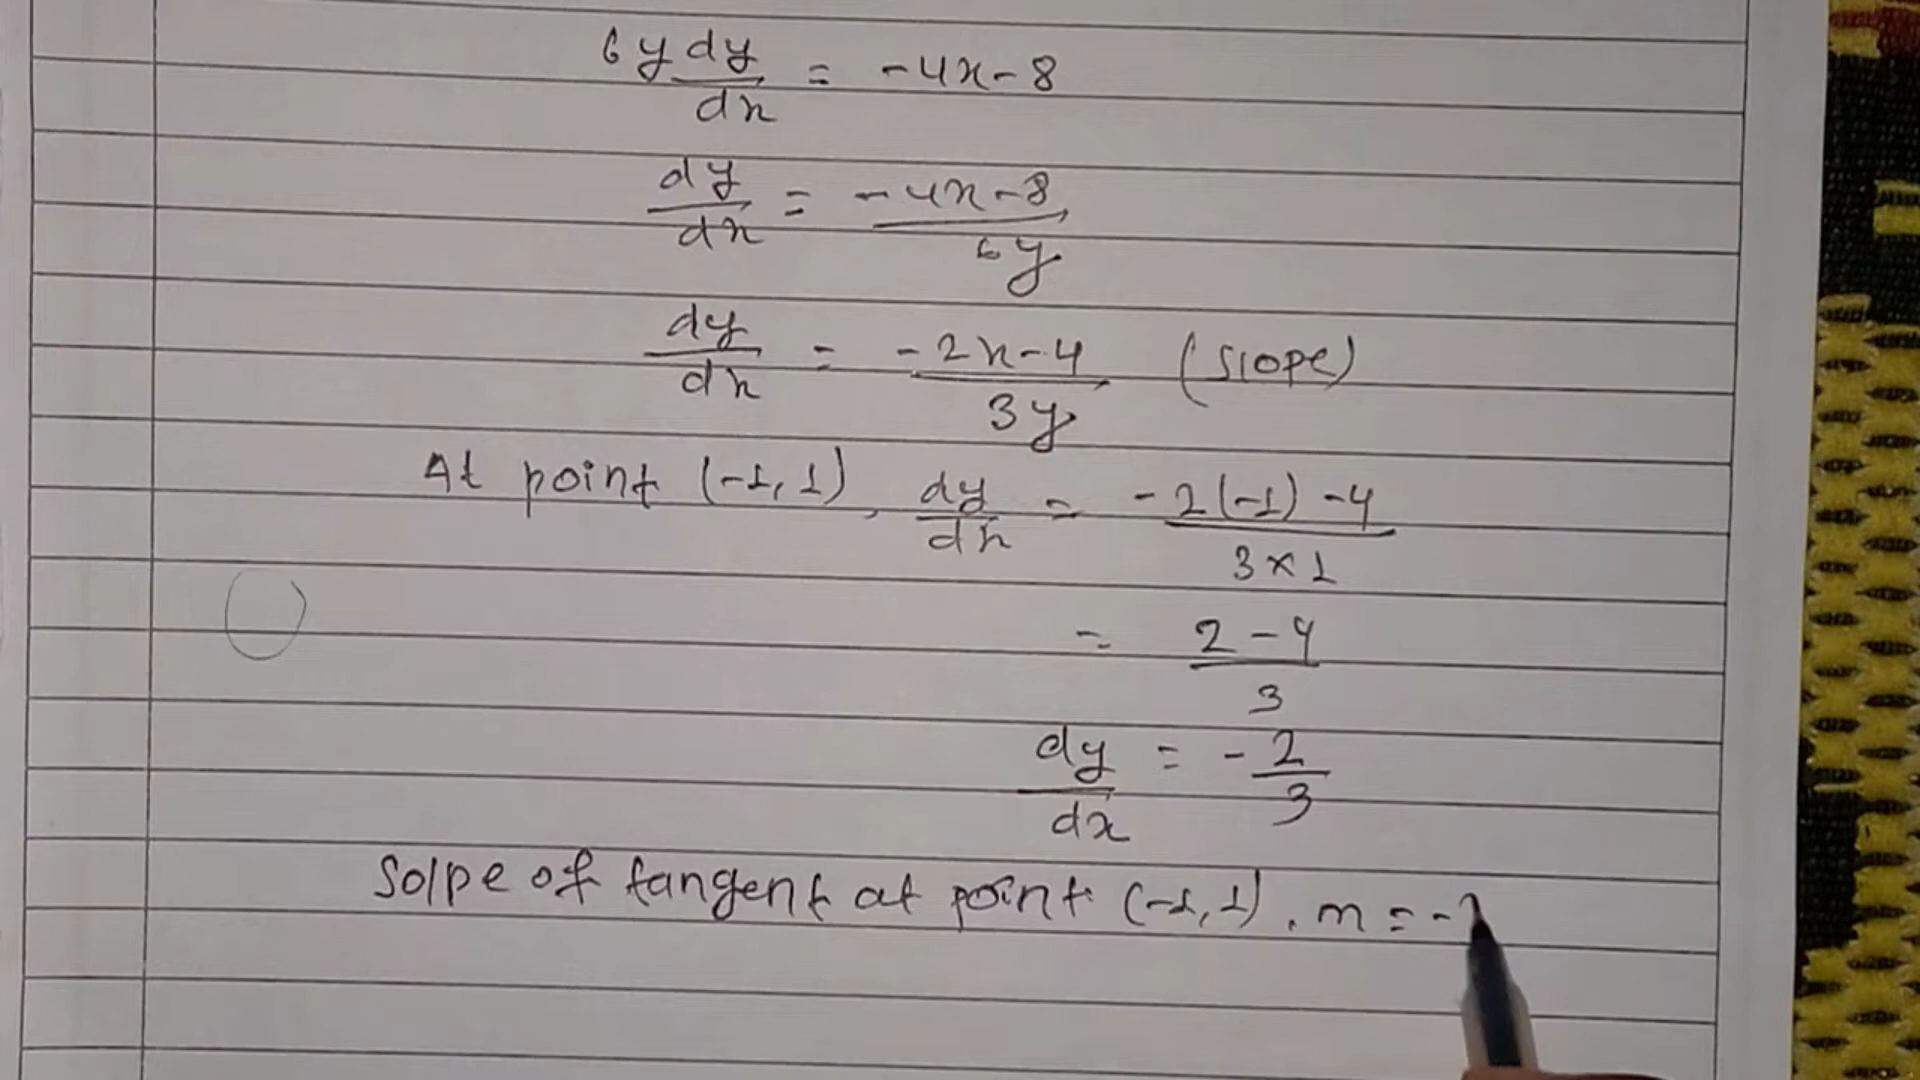 6y dy/dx = -4x-8
dy/dx = -4x-8/6y
dy/dx = -2x-4/3y (slope)
At point (-1,1), dy/dx = -2(-1)-4/3×1
= 2-4/3
dy/dx = -2/3
Solpe of tangent at point (-1,1), m = -2